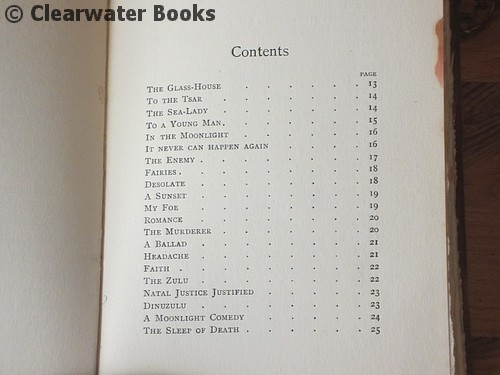 © Clearwater Books
Contents
PAGE
THE GLASS-HOUSE . . . . . . 13
TO THE TSAR . . . . . . . 14
THE SEA-LADY . . . . . . . 14
TO A YOUNG MAN . . . . . . 15
IN THE MOONLIGHT . . . . . . 16
IT NEVER CAN HAPPEN AGAIN . . . . . 16
THE ENEMY . . . . . . . 17
FAIRIES . . . . . . . . 18
DESOLATE . . . . . . . 18
A SUNSET . . . . . . . 19
MY FOE . . . . . . . 19
ROMANCE . . . . . . . 20
THE MURDERER . . . . . . 20
A BALLAD . . . . . . . 21
HEADACHE . . . . . . . 21
FAITH . . . . . . . . 22
THE ZULU . . . . . . . 22
NATAL JUSTICE JUSTIFIED . . . . . 23
DINUZULU . . . . . . . 23
A MOONLIGHT COMEDY . . . . . 24
THE SLEEP OF DEATH . . . . . . 25